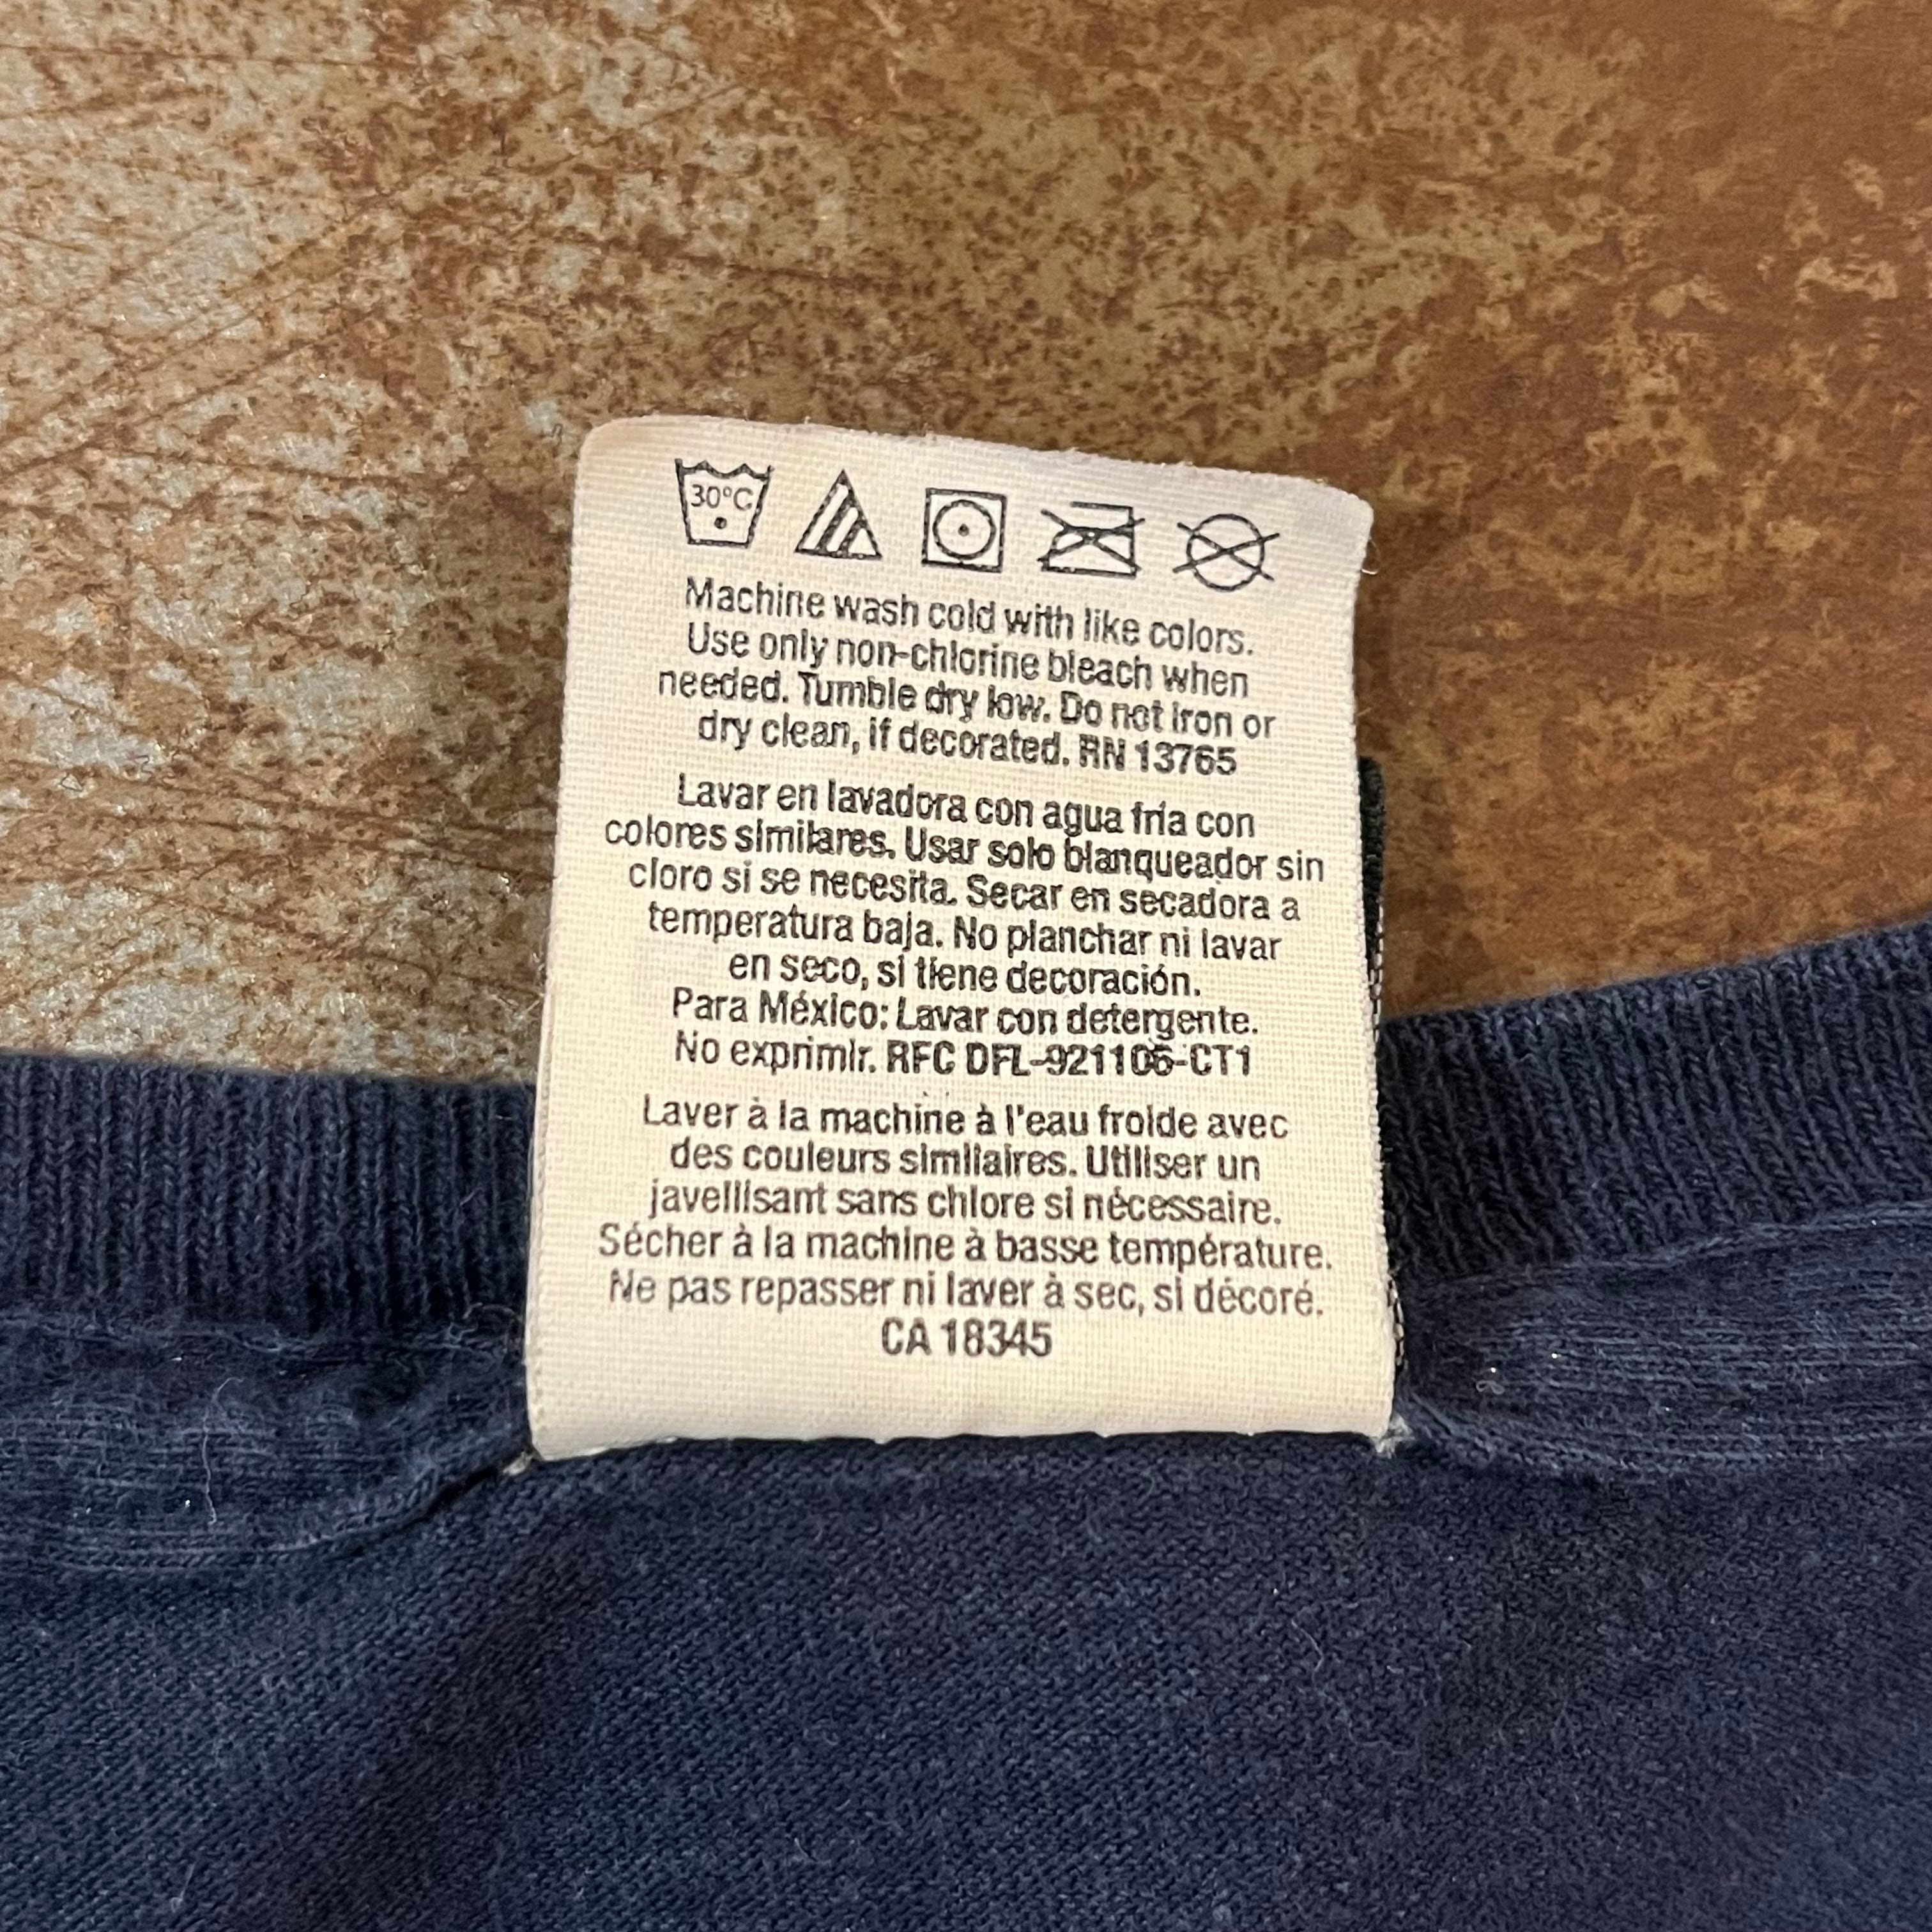 30°C
Machine wash cold with like colors.
Use only non-chlorine bleach when
needed. Tumble dry low. Do not iron or
dry clean, if decorated. RN 13765
Lavar en lavadora con agua fría con
colores similares. Usar solo blanqueador sin
cloro si se necesita. Secar en secadora a
temperatura baja. No planchar ni lavar
en seco, si tiene decoración.
Para México: Lavar con detergente.
No exprimir. RFC DFL-921106-CT1
Laver à la machine à l'eau froide avec
des couleurs similaires. Utiliser un
javellisant sans chlore si nécessaire.
Sécher à la machine à basse température.
Ne pas repasser ni laver à sec, si décoré.
CA 18345